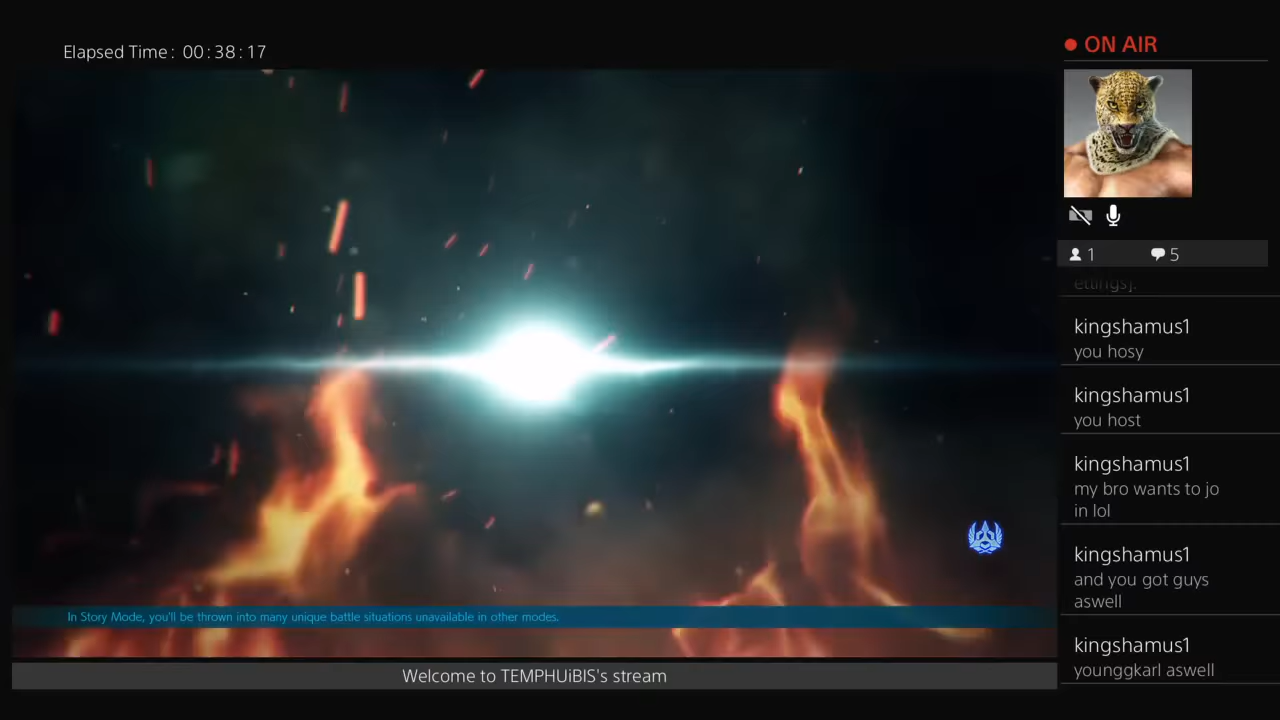 Elapsed Time: 00:38:17
ON AIR
1
5
ettings].
kingshamus1
you hosy
kingshamus1
you host
kingshamus1
my bro wants to jo
in lol
kingshamus1
and you got guys
aswell
kingshamus1
younggkarl aswell
In Story Mode, you'll be thrown into many unique battle situations unavailable in other modes.
Welcome to TEMPHUiBIS's stream